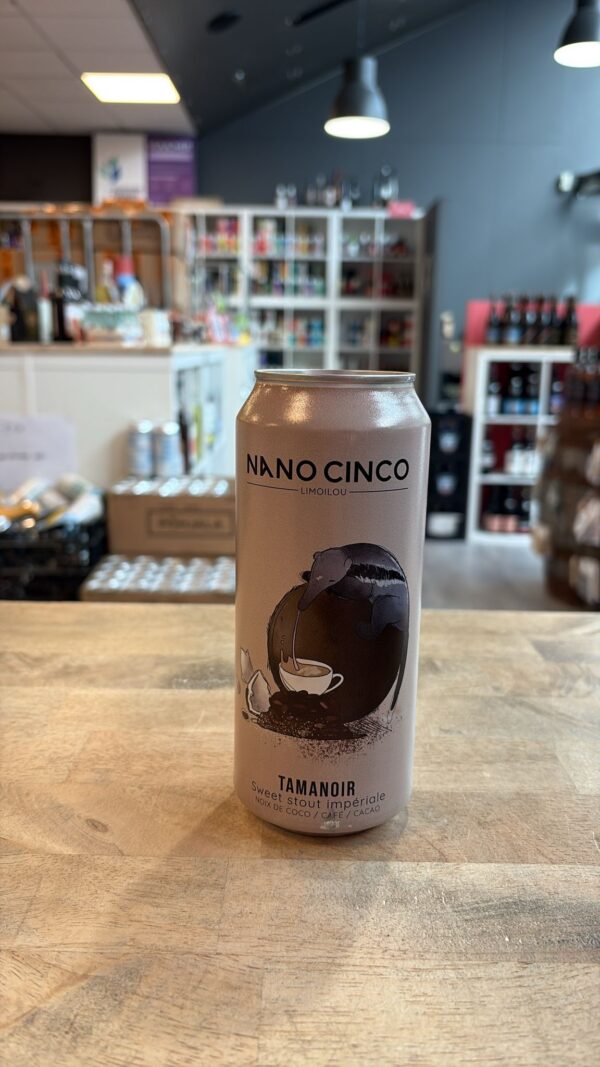 NANO CINCO
LIMOILOU
TAMANOIR
Sweet stout impériale
NOIX DE COCO / CAFÉ / CACAO